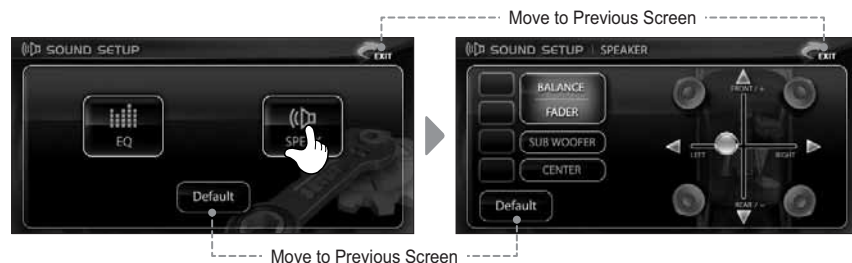 Move to Previous Screen
SOUND SETUP
EXIT
EQ
SPE
Default
SOUND SETUP | SPEAKER
EXIT
BALANCE
FADER
SUB WOOFER
CENTER
Default
FRONT / +
LEFT
RIGHT
REAR / -
Move to Previous Screen